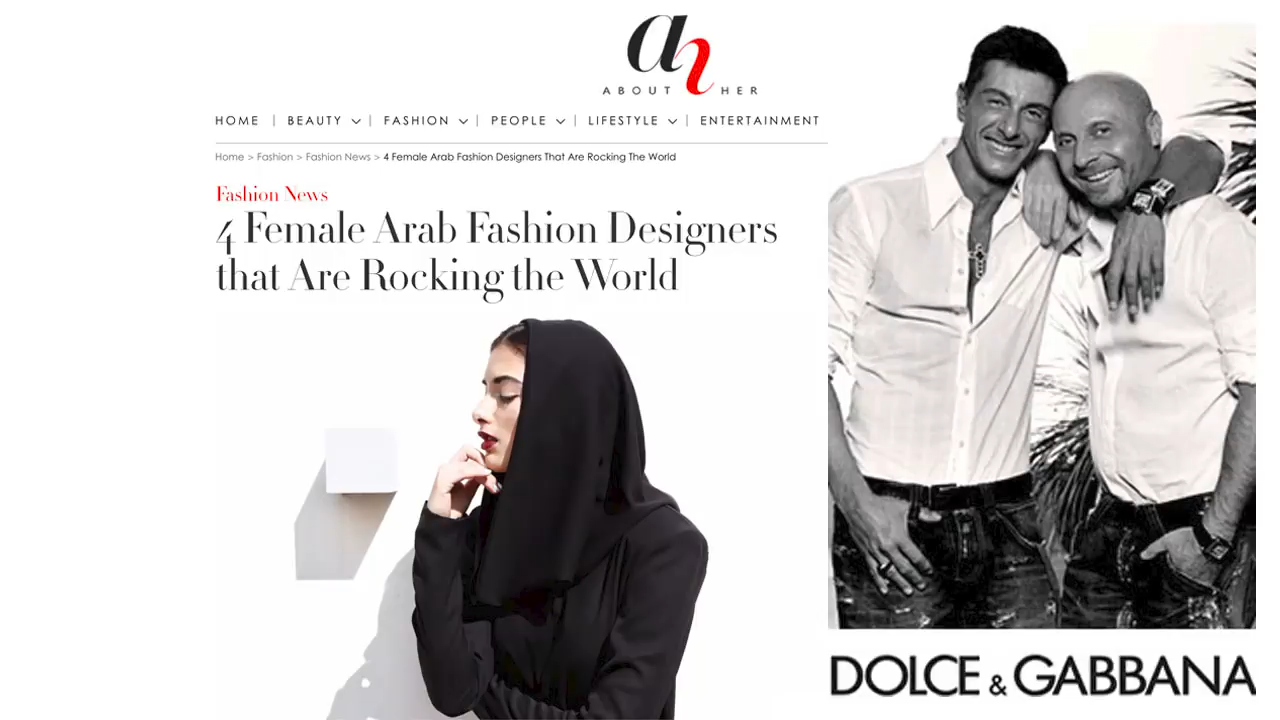 ah
ABOUT HER
HOME | BEAUTY | FASHION | PEOPLE | LIFESTYLE | ENTERTAINMENT
Home > Fashion > Fashion News > 4 Female Arab Fashion Designers That Are Rocking The World
Fashion News
4 Female Arab Fashion Designers
that Are Rocking the World
DOLCE & GABBANA